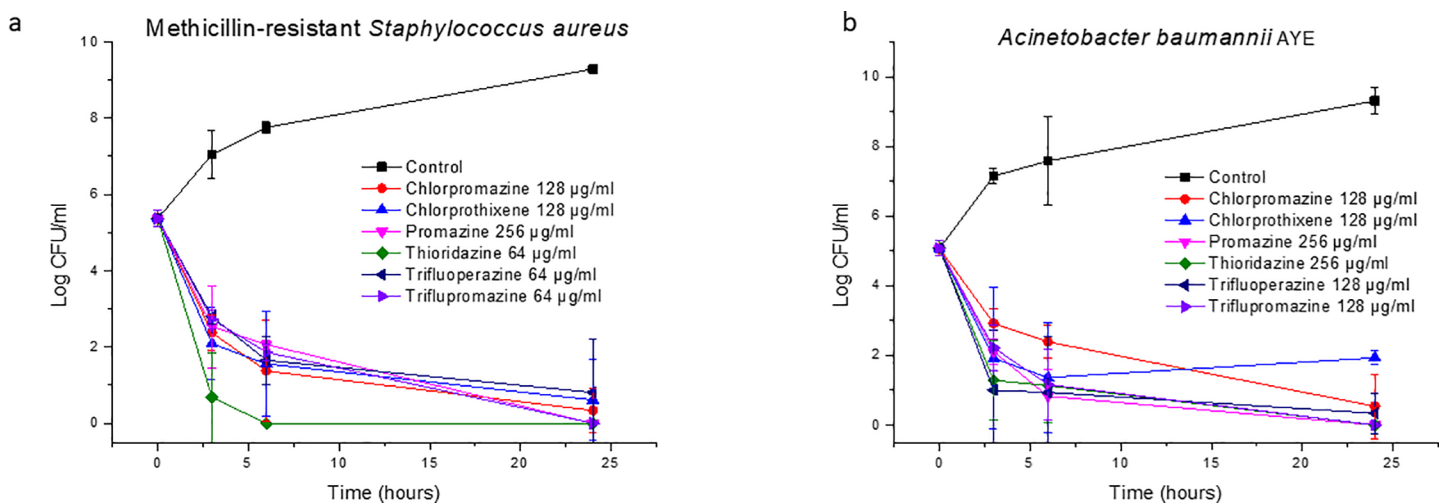 a
Methicillin-resistant Staphylococcus aureus
10
8
6
4
2
0
Log CFU/ml
Control
Chlorpromazine 128 µg/ml
Chlorprothixene 128 µg/ml
Promazine 256 µg/ml
Thioridazine 64 µg/ml
Trifluoperazine 64 µg/ml
Triflupromazine 64 µg/ml
0 5 10 15 20 25
Time (hours)
b
Acinetobacter baumannii AYE
10
8
6
4
2
0
Log CFU/ml
Control
Chlorpromazine 128 µg/ml
Chlorprothixene 128 µg/ml
Promazine 256 µg/ml
Thioridazine 256 µg/ml
Trifluoperazine 128 µg/ml
Triflupromazine 128 µg/ml
0 5 10 15 20 25
Time (hours)